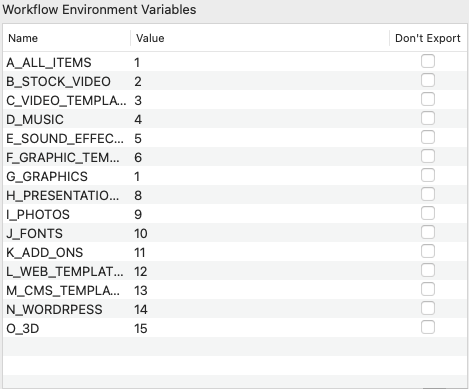 Workflow Environment Variables
Name Value Don't Export
A_ALL_ITEMS 1
B_STOCK_VIDEO 2
C_VIDEO_TEMPLA... 3
D_MUSIC 4
E_SOUND_EFFEC... 5
F_GRAPHIC_TEM... 6
G_GRAPHICS 1
H_PRESENTATIO... 8
I_PHOTOS 9
J_FONTS 10
K_ADD_ONS 11
L_WEB_TEMPLAT... 12
M_CMS_TEMPLA... 13
N_WORDRPESS 14
O_3D 15